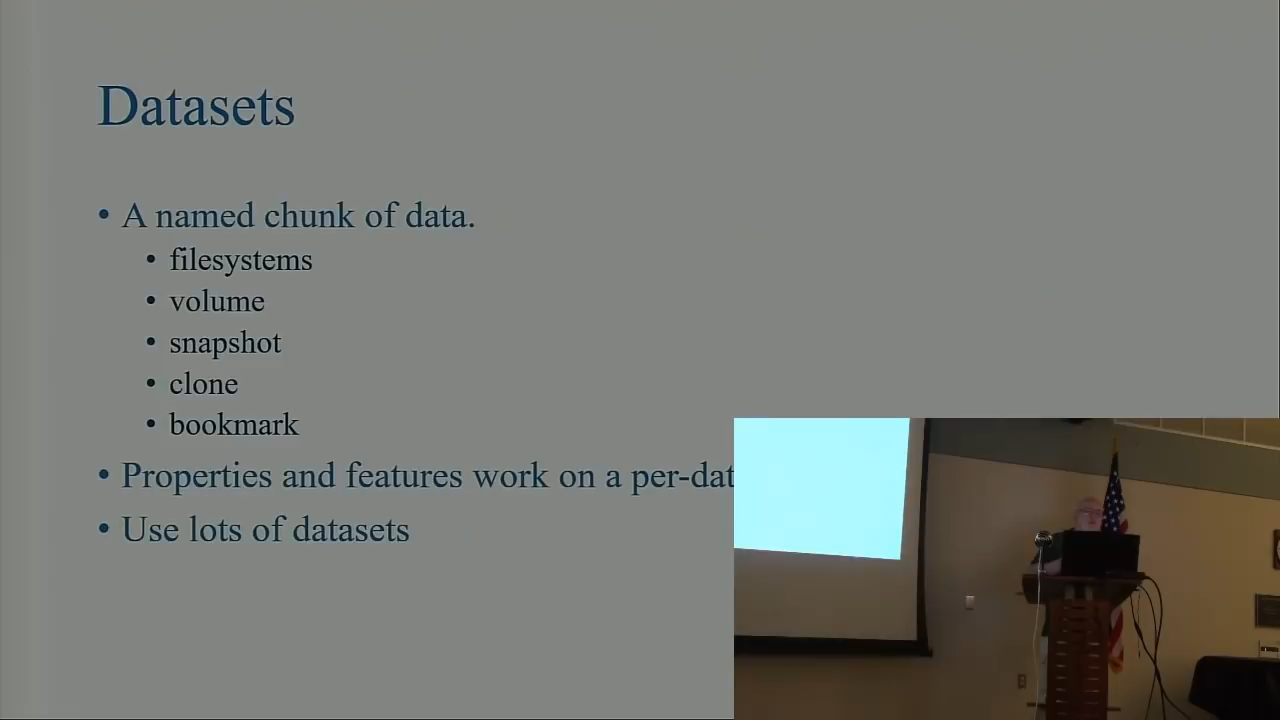 Datasets
• A named chunk of data.
• filesystems
• volume
• snapshot
• clone
• bookmark
• Properties and features work on a per-dat
• Use lots of datasets